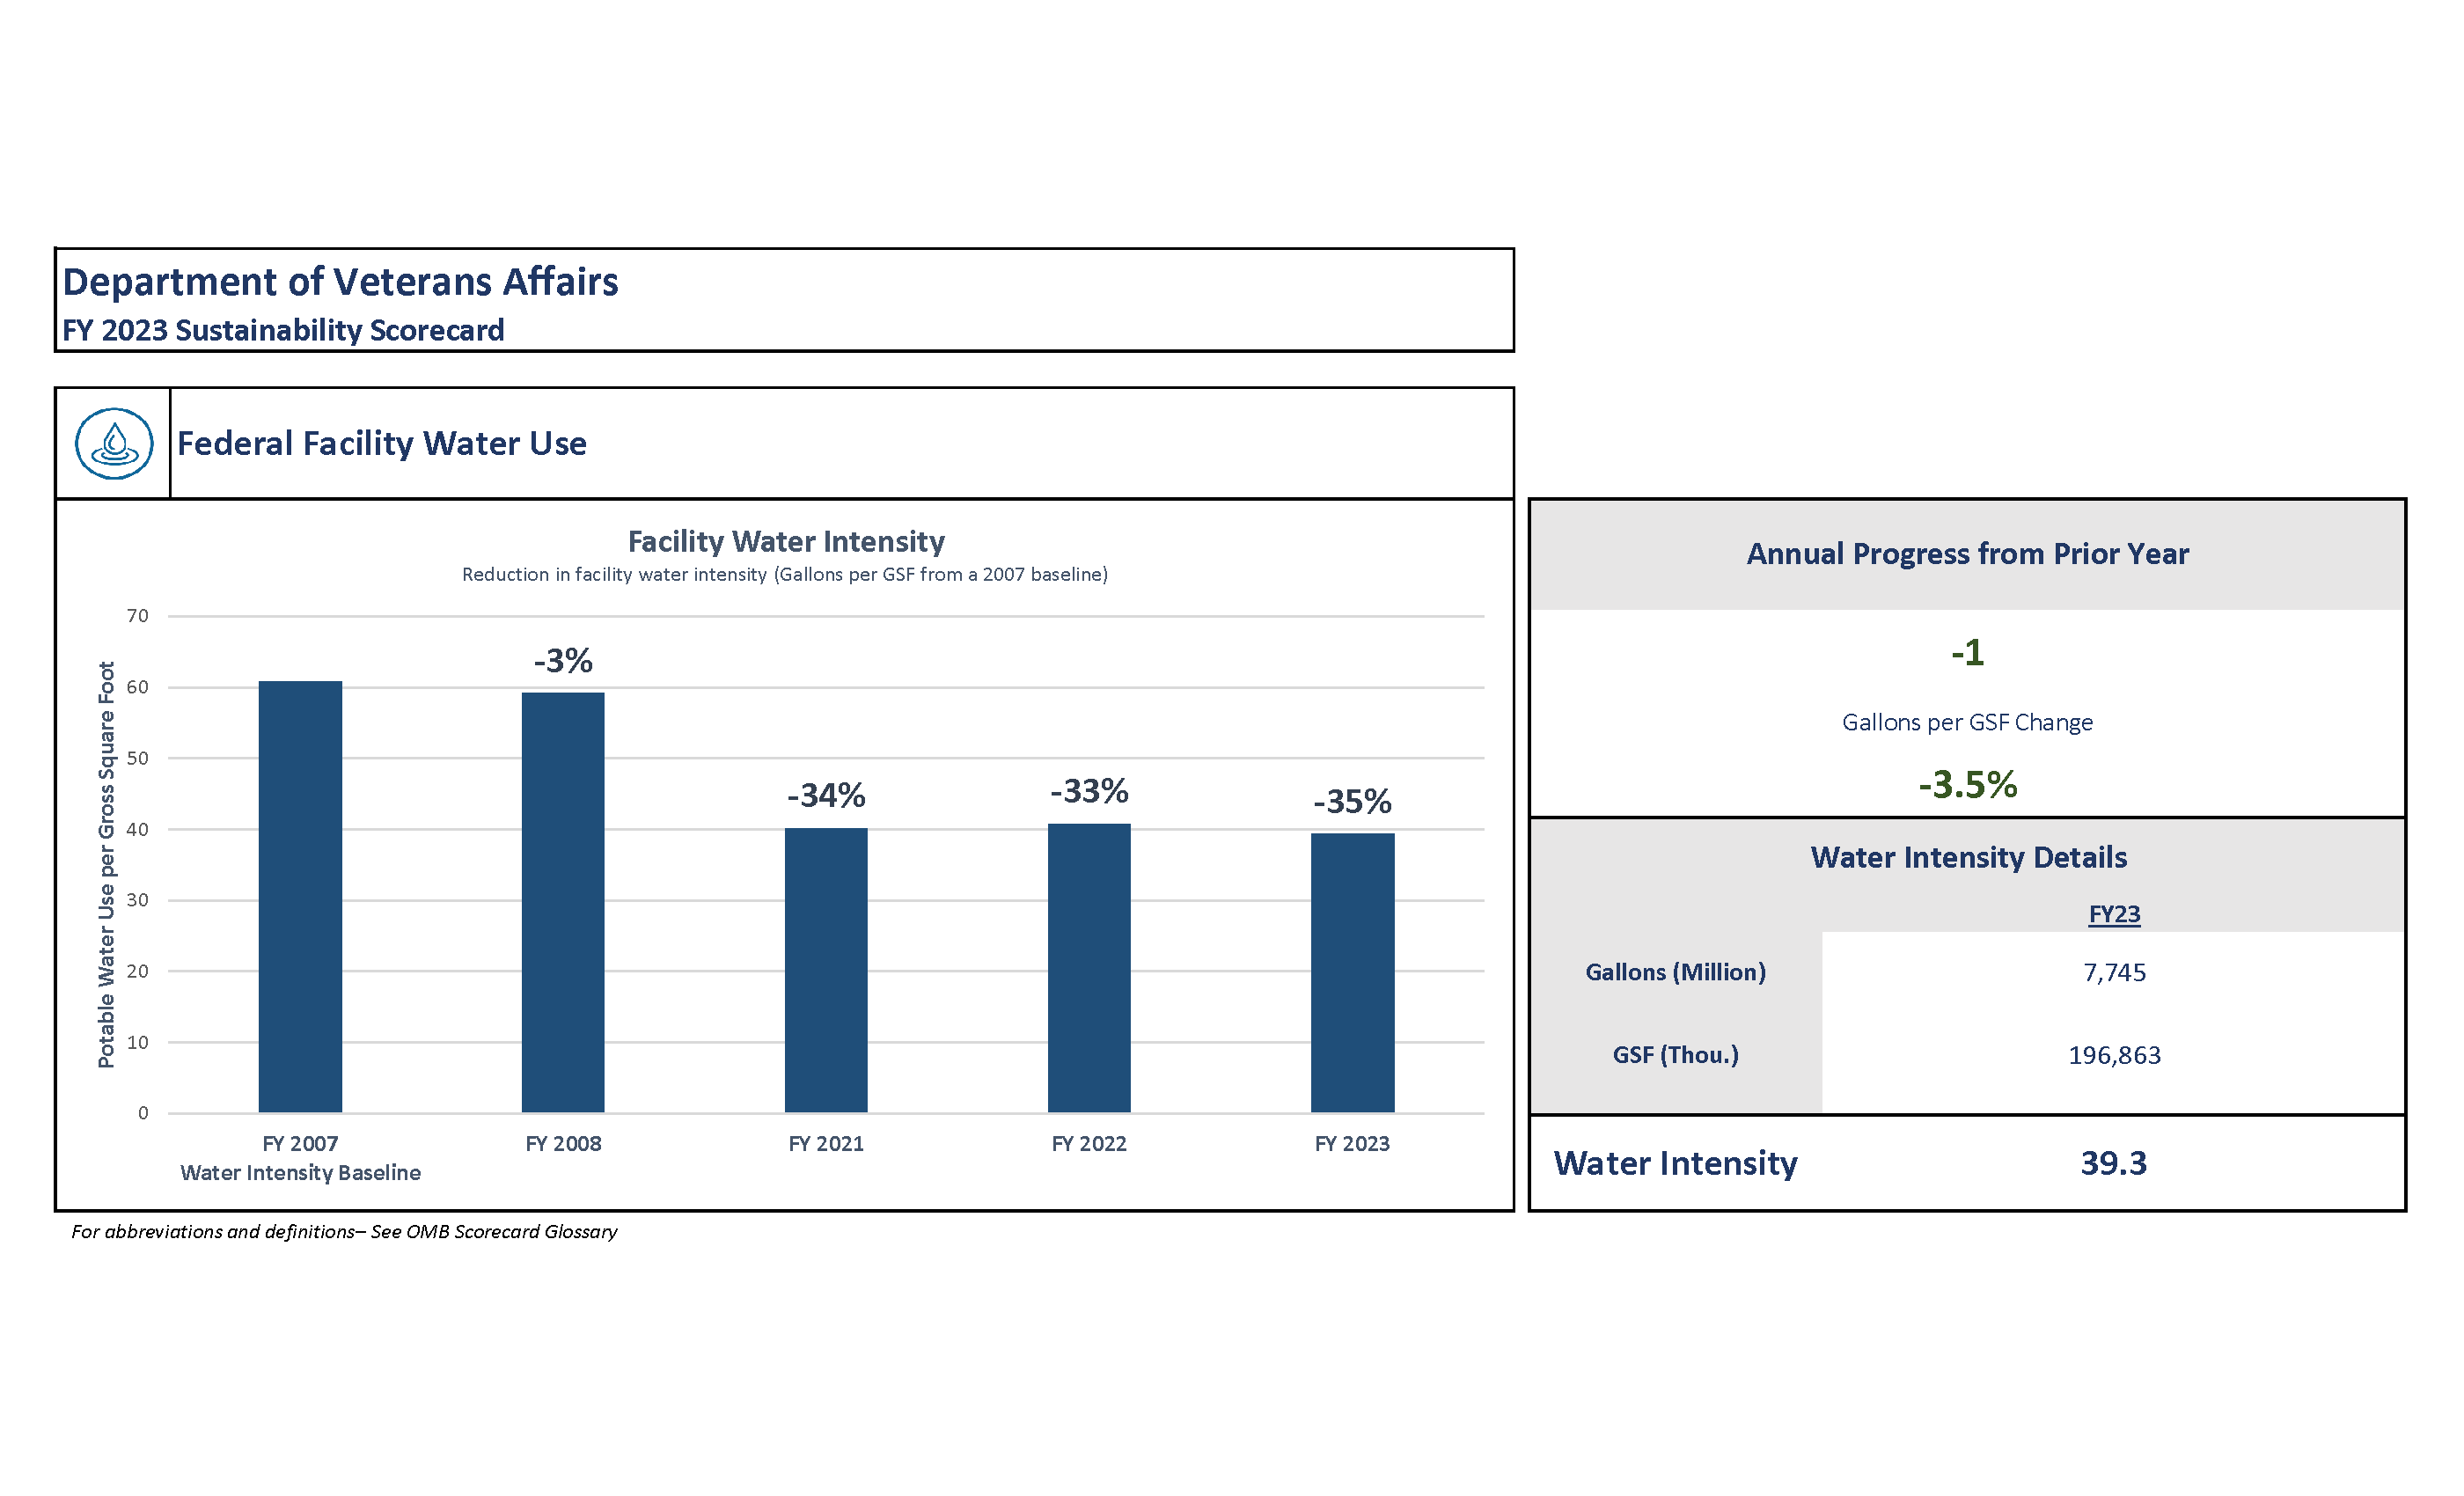 Department of Veterans Affairs
FY 2023 Sustainability Scorecard
Federal Facility Water Use
Facility Water Intensity
Reduction in facility water intensity (Gallons per GSF from a 2007 baseline)
Potable Water Use per Gross Square Foot
70
60
50
40
30
20
10
0
-3%
-34%
-33%
-35%
FY 2007
Water Intensity Baseline
FY 2008
FY 2021
FY 2022
FY 2023
For abbreviations and definitions– See OMB Scorecard Glossary
Annual Progress from Prior Year
-1
Gallons per GSF Change
-3.5%
Water Intensity Details
FY23
Gallons (Million) 7,745
GSF (Thou.) 196,863
Water Intensity 39.3